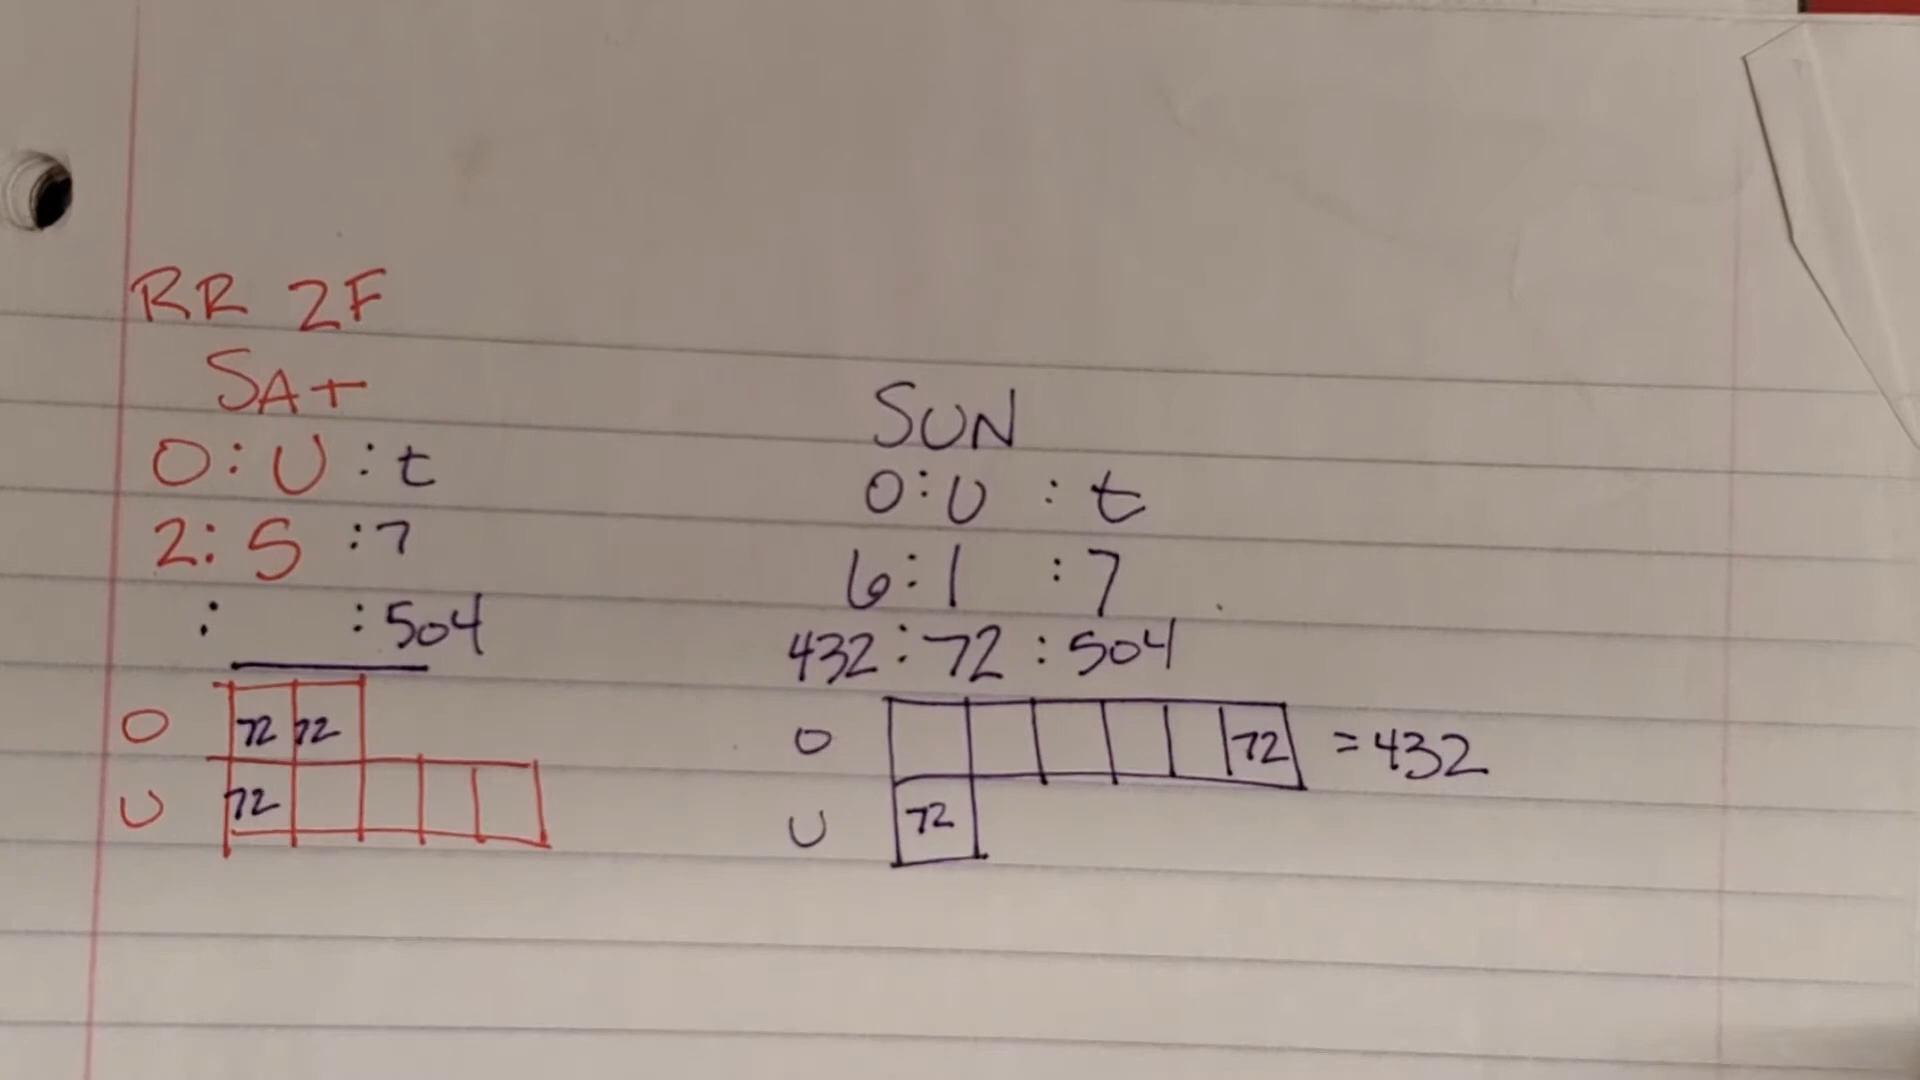 RR 2F
SAt
O:U:t
2:5:7
: :504
O 72 72
U 72
SUN
O:U:t
6:1:7
432:72:504
O 72 =432
U 72